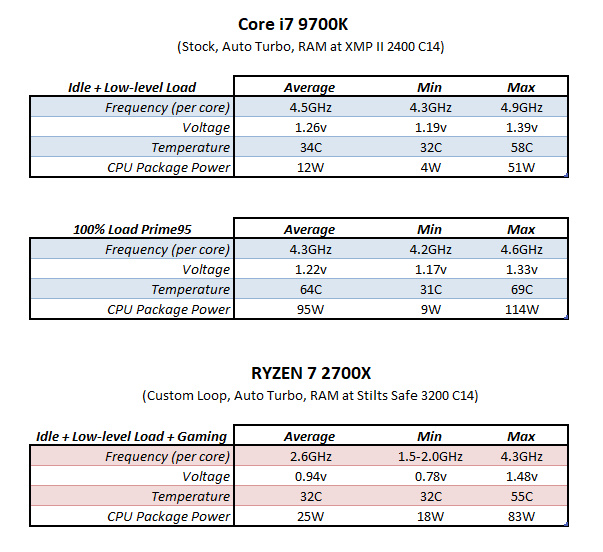 Core i7 9700K
(Stock, Auto Turbo, RAM at XMP II 2400 C14)
Idle + Low-level Load Average Min Max
Frequency (per core) 4.5GHz 4.3GHz 4.9GHz
Voltage 1.26v 1.19v 1.39v
Temperature 34C 32C 58C
CPU Package Power 12W 4W 51W
100% Load Prime95 Average Min Max
Frequency (per core) 4.3GHz 4.2GHz 4.6GHz
Voltage 1.22v 1.17v 1.33v
Temperature 64C 31C 69C
CPU Package Power 95W 9W 114W
RYZEN 7 2700X
(Custom Loop, Auto Turbo, RAM at Stilts Safe 3200 C14)
Idle + Low-level Load + Gaming Average Min Max
Frequency (per core) 2.6GHz 1.5-2.0GHz 4.3GHz
Voltage 0.94v 0.78v 1.48v
Temperature 32C 32C 55C
CPU Package Power 25W 18W 83W